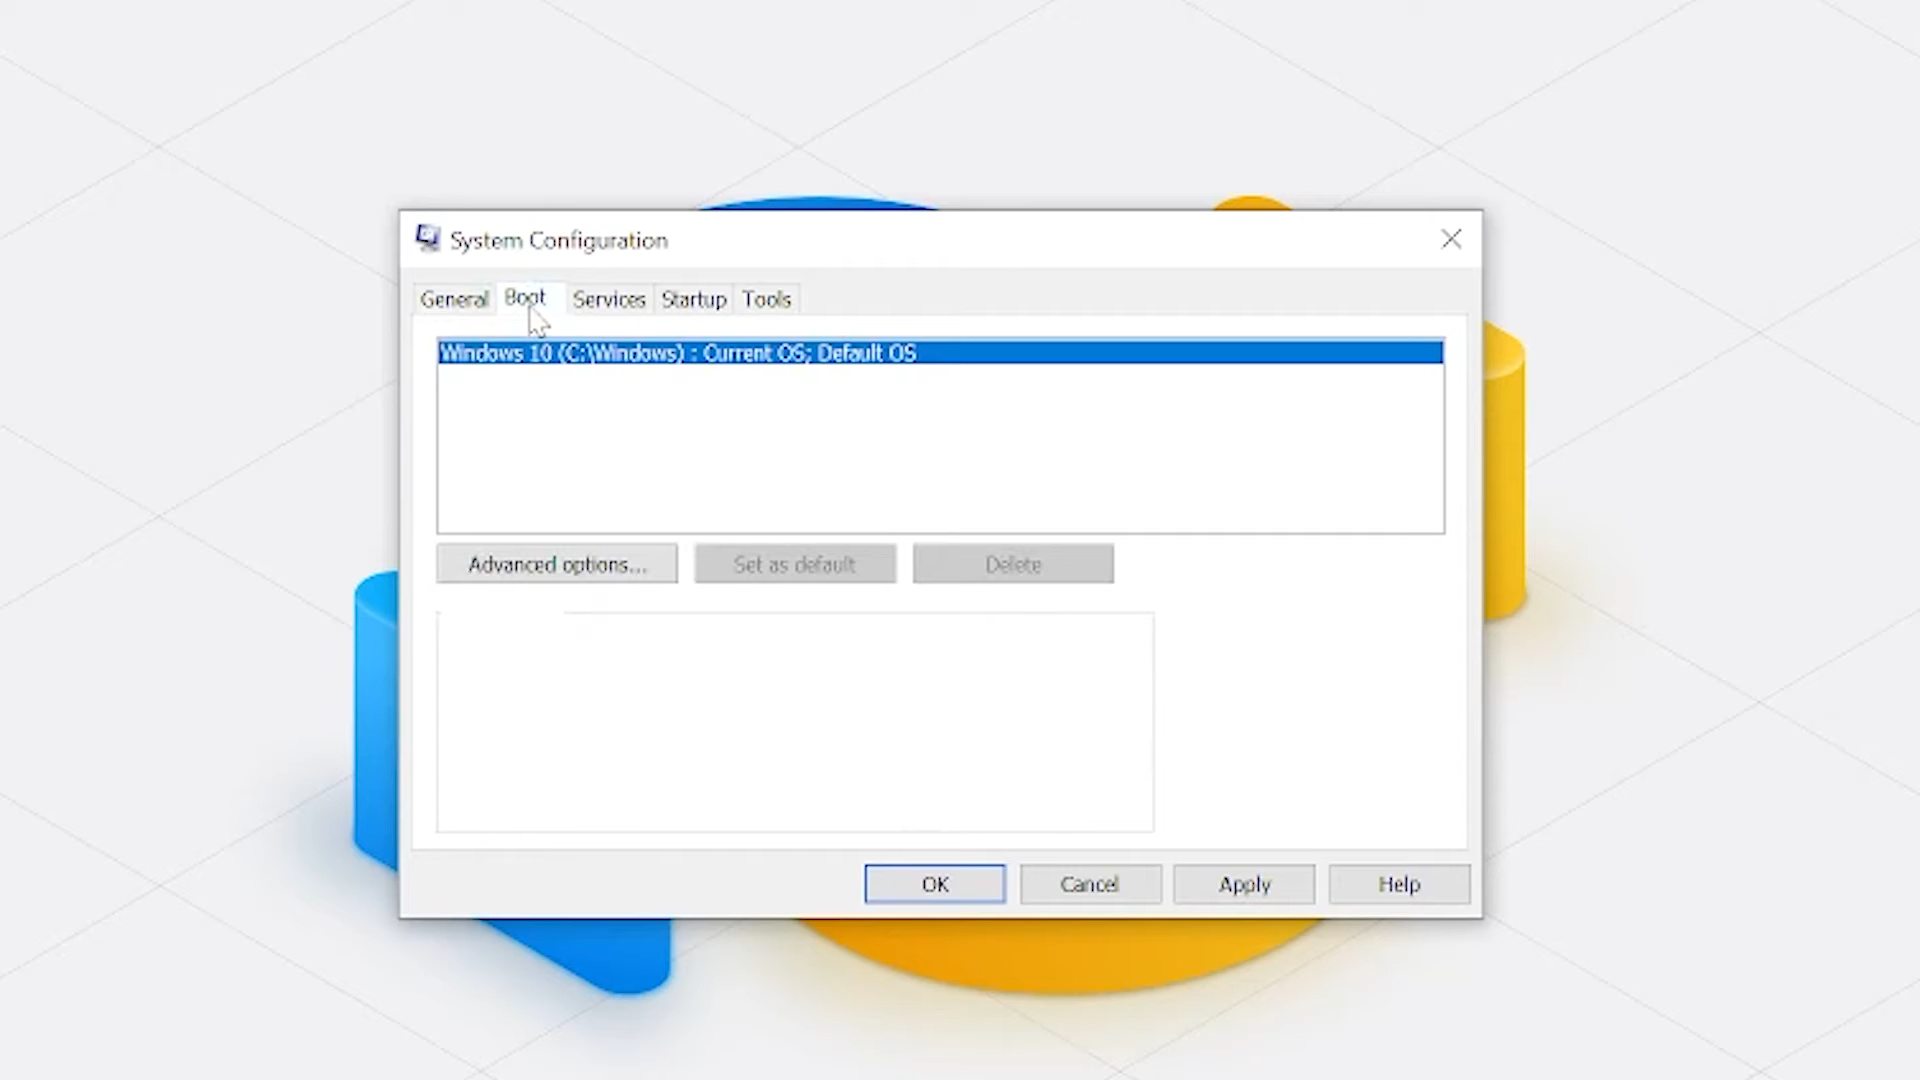 System Configuration
General Boot Services Startup Tools
Windows 10 (C:\Windows) : Current OS; Default OS
Advanced options... Set as default Delete
OK Cancel Apply Help